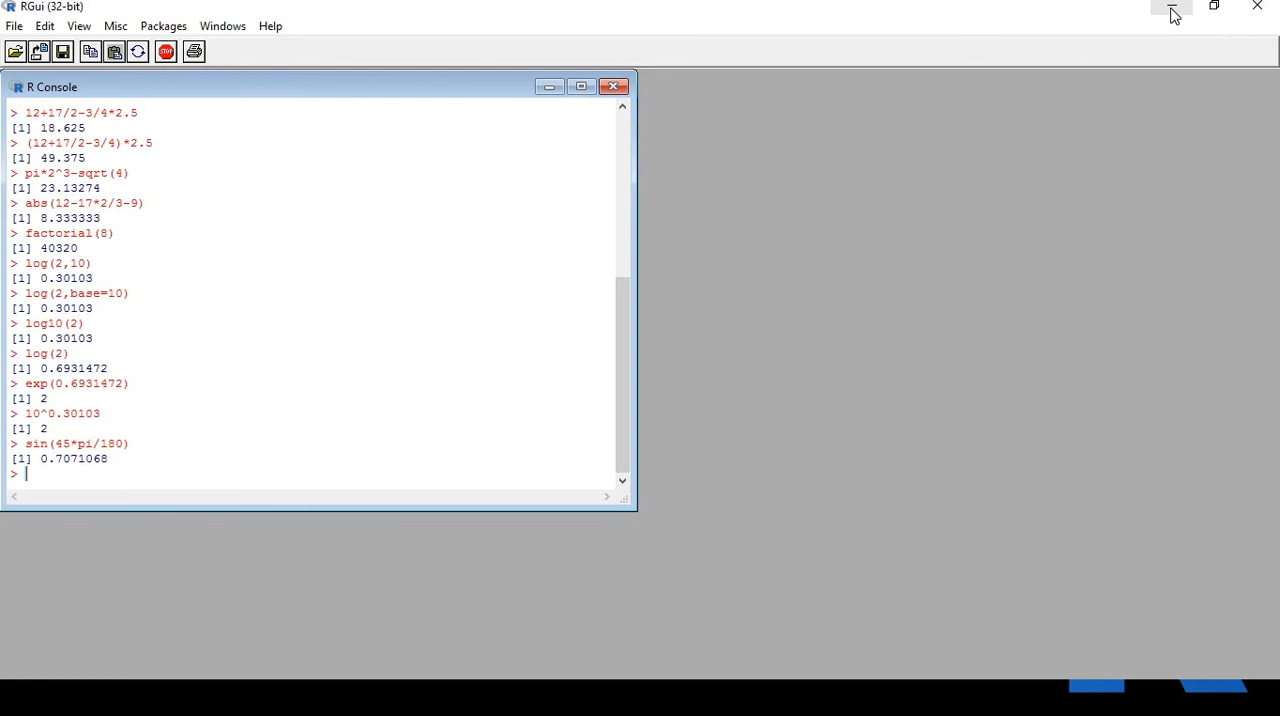 RGui (32-bit)
File Edit View Misc Packages Windows Help
STOP
R Console
> 12+17/2-3/4*2.5
[1] 18.625
> (12+17/2-3/4)*2.5
[1] 49.375
> pi*2^3-sqrt(4)
[1] 23.13274
> abs(12-17*2/3-9)
[1] 8.333333
> factorial(8)
[1] 40320
> log(2,10)
[1] 0.30103
> log(2,base=10)
[1] 0.30103
> log10(2)
[1] 0.30103
> log(2)
[1] 0.6931472
> exp(0.6931472)
[1] 2
> 10^0.30103
[1] 2
> sin(45*pi/180)
[1] 0.7071068
>